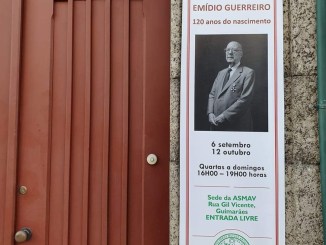 EMÍDIO GUERREIRO
120 anos do nascimento
6 setembro
12 outubro
Quartas a domingos
16H00 – 19H00 horas
Sede da ASMAV
Rua Gil Vicente,
Guimarães
ENTRADA LIVRE